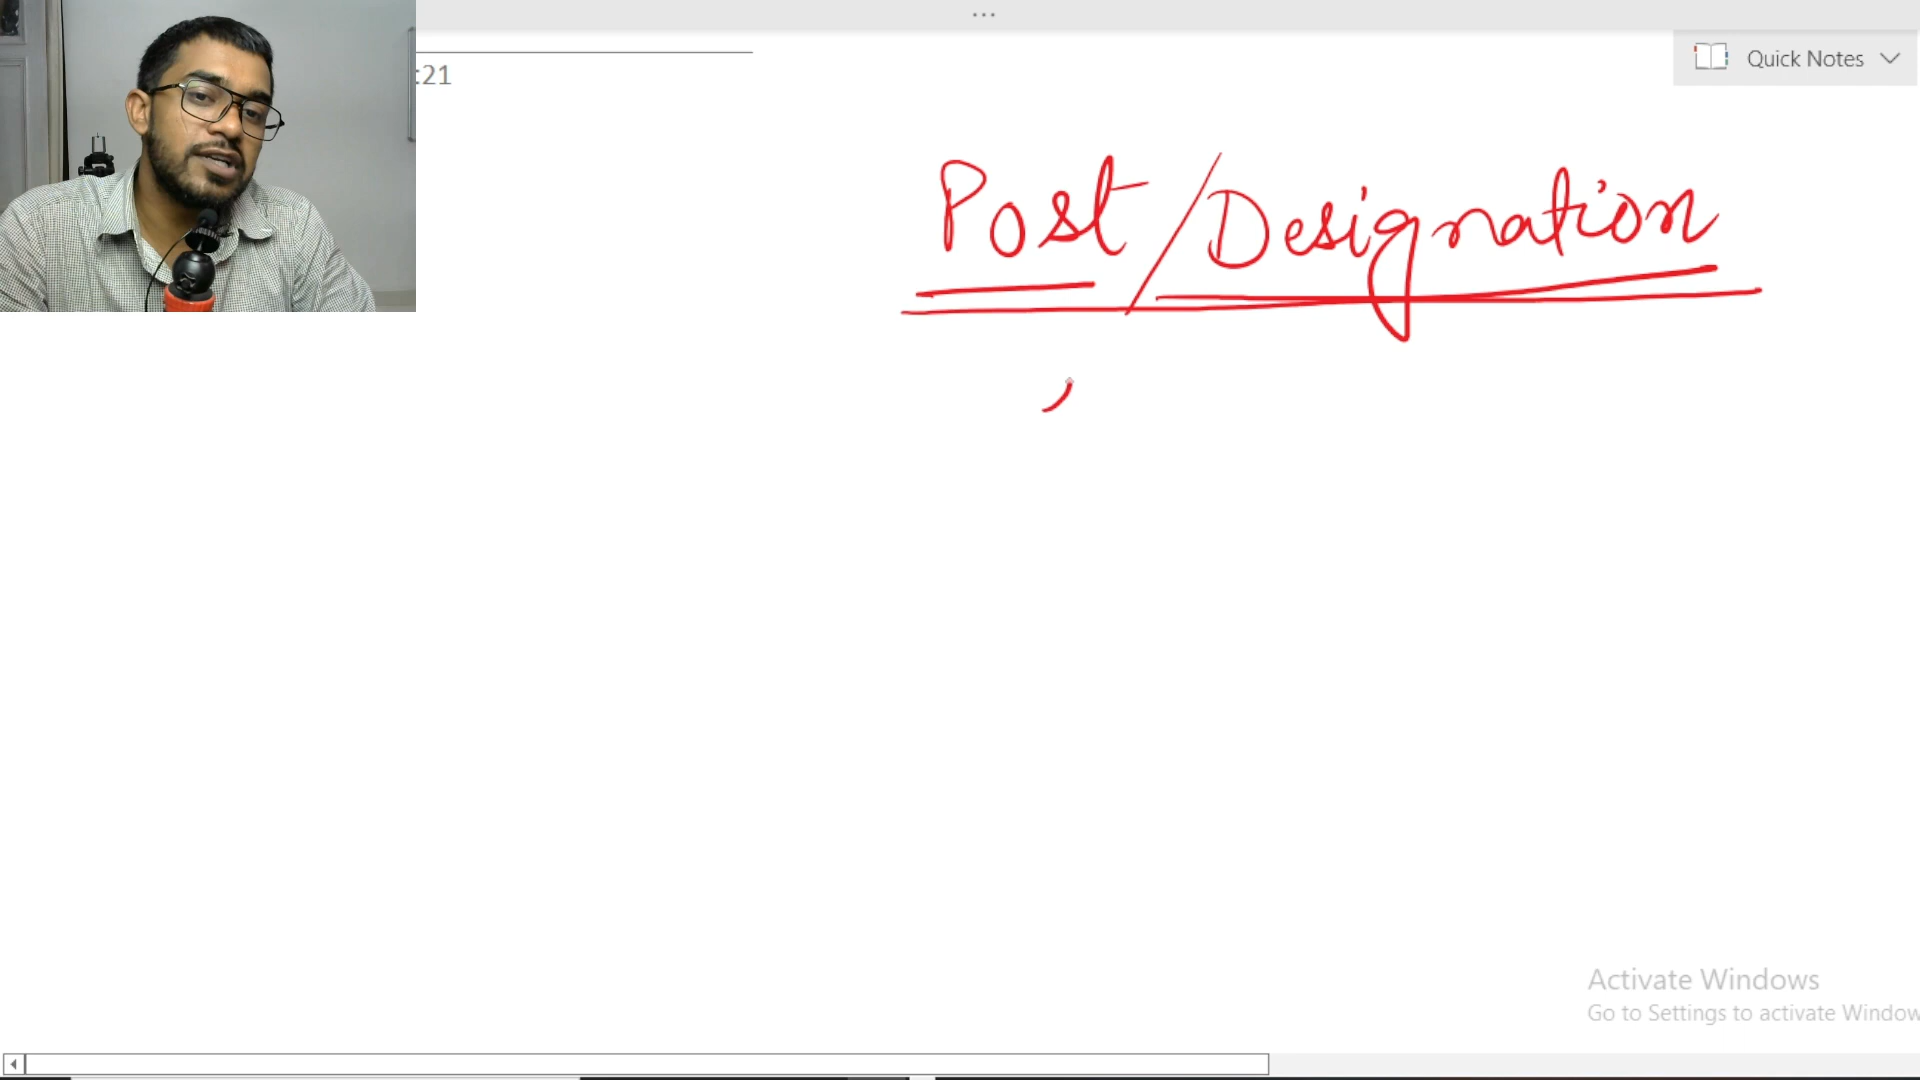 :21
Quick Notes
Post/Designation
Activate Windows
Go to Settings to activate Window